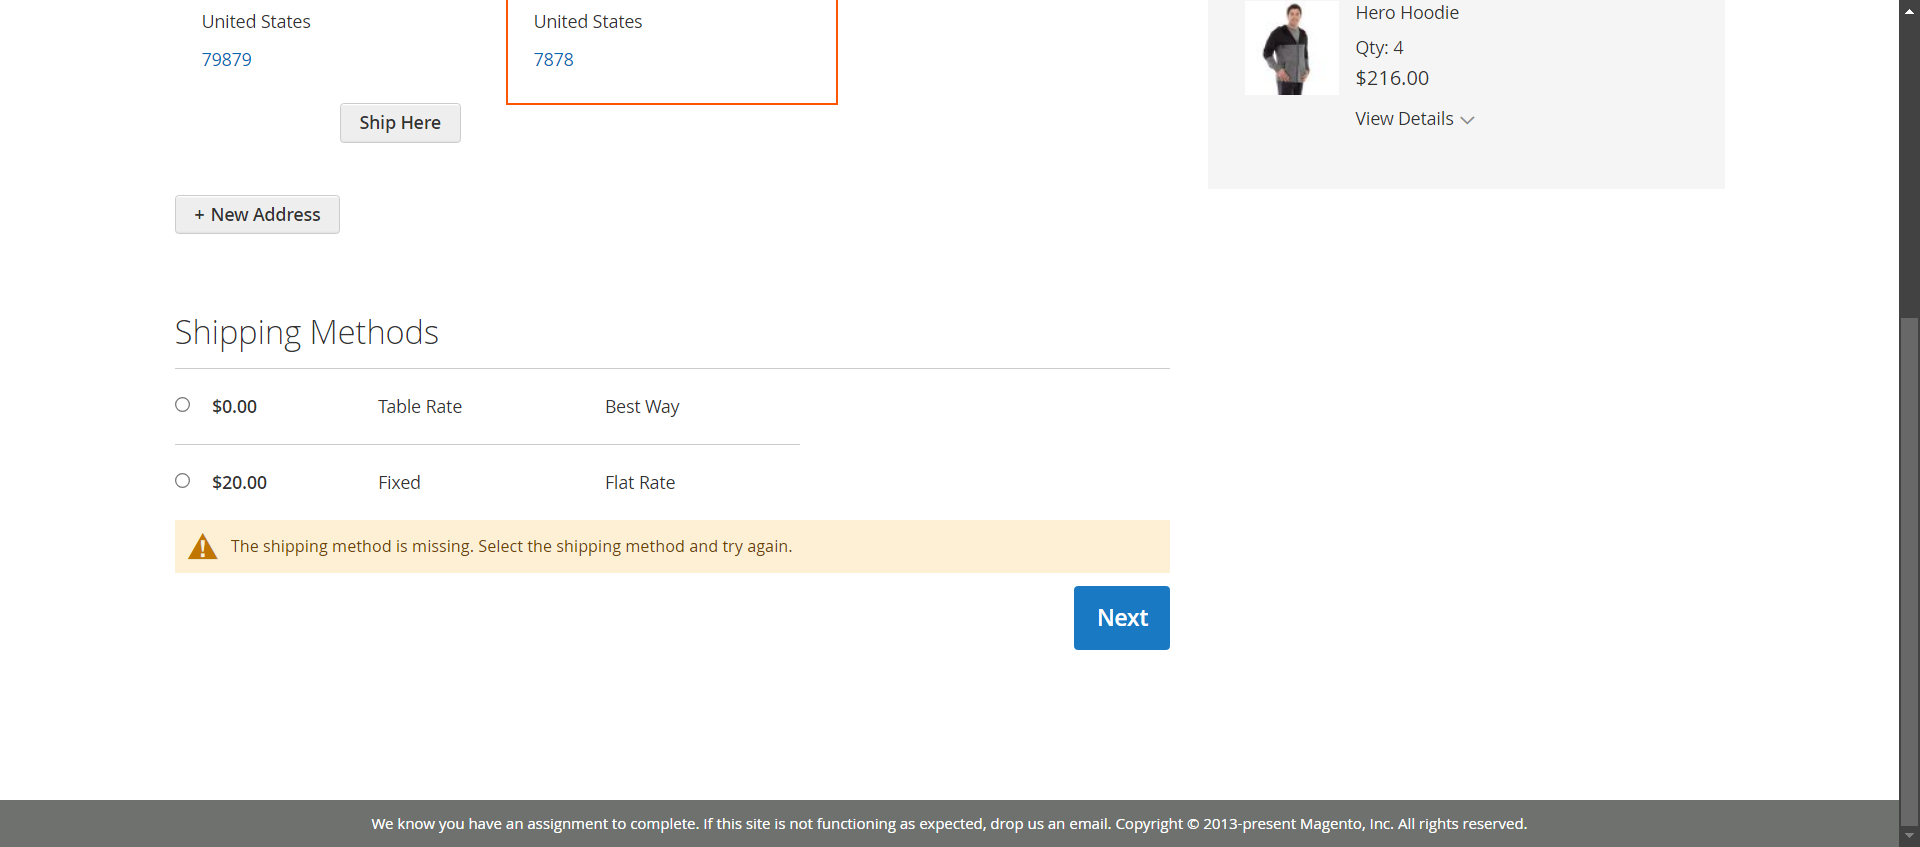 United States
79879
Ship Here
United States
7878
+ New Address
Hero Hoodie
Qty: 4
$216.00
View Details
Shipping Methods
$0.00 Table Rate Best Way
$20.00 Fixed Flat Rate
The shipping method is missing. Select the shipping method and try again.
Next
We know you have an assignment to complete. If this site is not functioning as expected, drop us an email. Copyright © 2013-present Magento, Inc. All rights reserved.